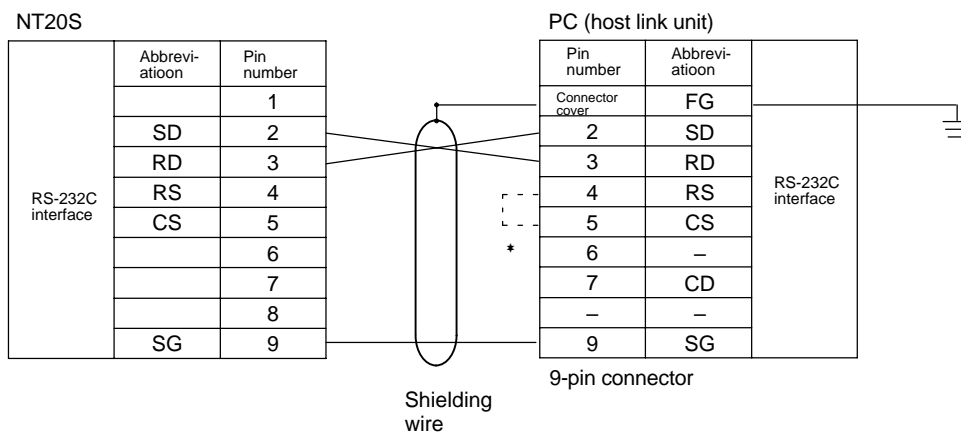 NT20S
PC (host link unit)
Abbrevi-
atioon
Pin
number
Pin
number
Abbrevi-
atioon
1
Connector
cover
FG
SD 2
2 SD
RD 3
3 RD
RS-232C
interface
RS 4
4 RS
RS-232C
interface
CS 5
5 CS
6
*
6 –
7
7 CD
8
– –
SG 9
9 SG
9-pin connector
Shielding
wire